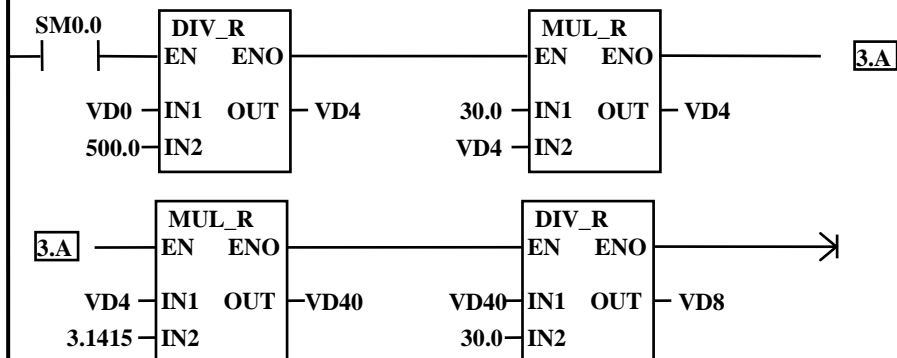 SM0.0
DIV_R
MUL_R
EN ENO
EN ENO
3.A
VD0 IN1 OUT VD4
30.0 IN1 OUT VD4
500.0 IN2
VD4 IN2
MUL_R
DIV_R
3.A
EN ENO
EN ENO
VD4 IN1 OUT VD40
VD40 IN1 OUT VD8
3.1415 IN2
30.0 IN2